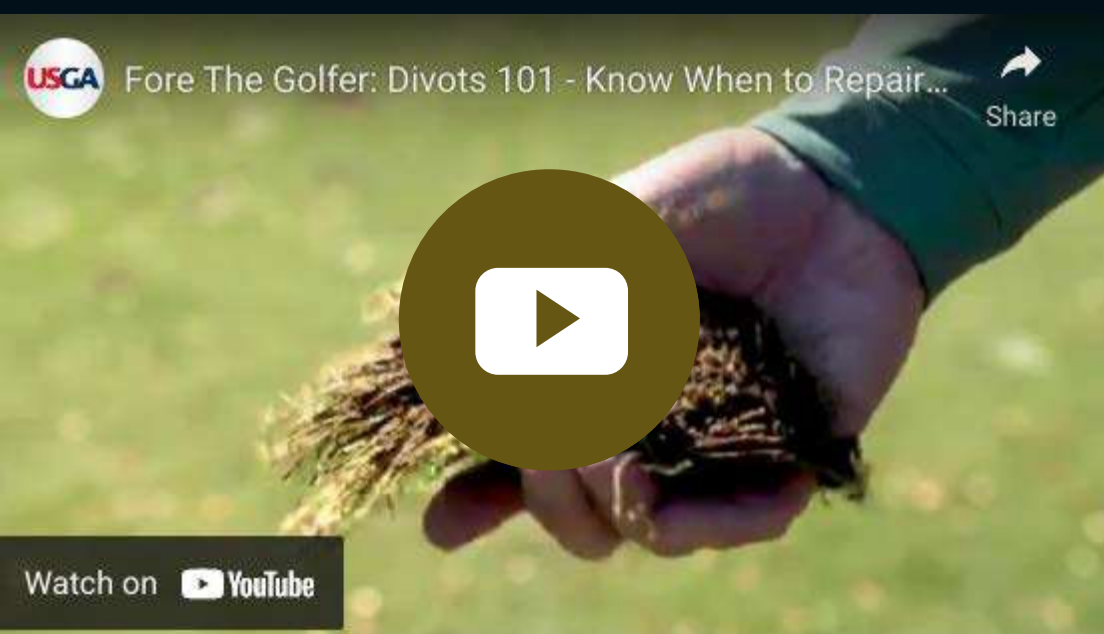 USGA
Fore The Golfer: Divots 101 - Know When to Repair...
Share
Watch on YouTube